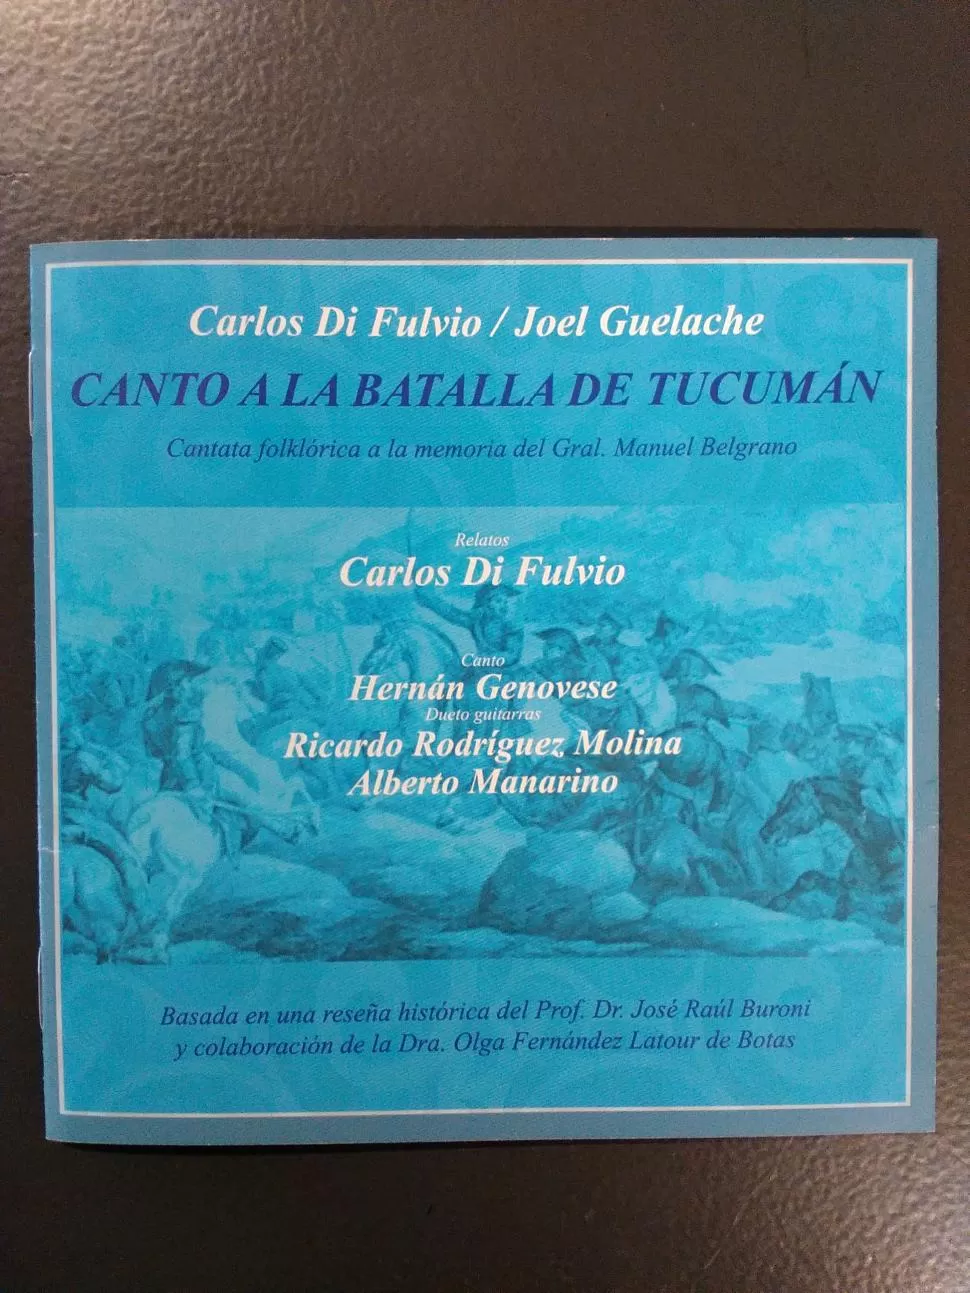 Carlos Di Fulvio / Joel Guelache
CANTO A LA BATALLA DE TUCUMÁN
Cantata folklórica a la memoria del Gral. Manuel Belgrano
Relatos
Carlos Di Fulvio
Canto
Hernán Genovese
Dueto guitarras
Ricardo Rodríguez Molina
Alberto Manarino
Basada en una reseña histórica del Prof. Dr. José Raúl Buroni
y colaboración de la Dra. Olga Fernández Latour de Botas